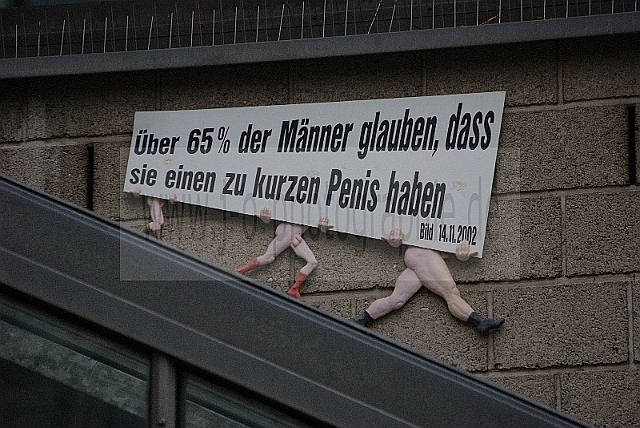 Über 65% der Männer glauben, dass
sie einen zu kurzen Penis haben
Bild 14.11.2002